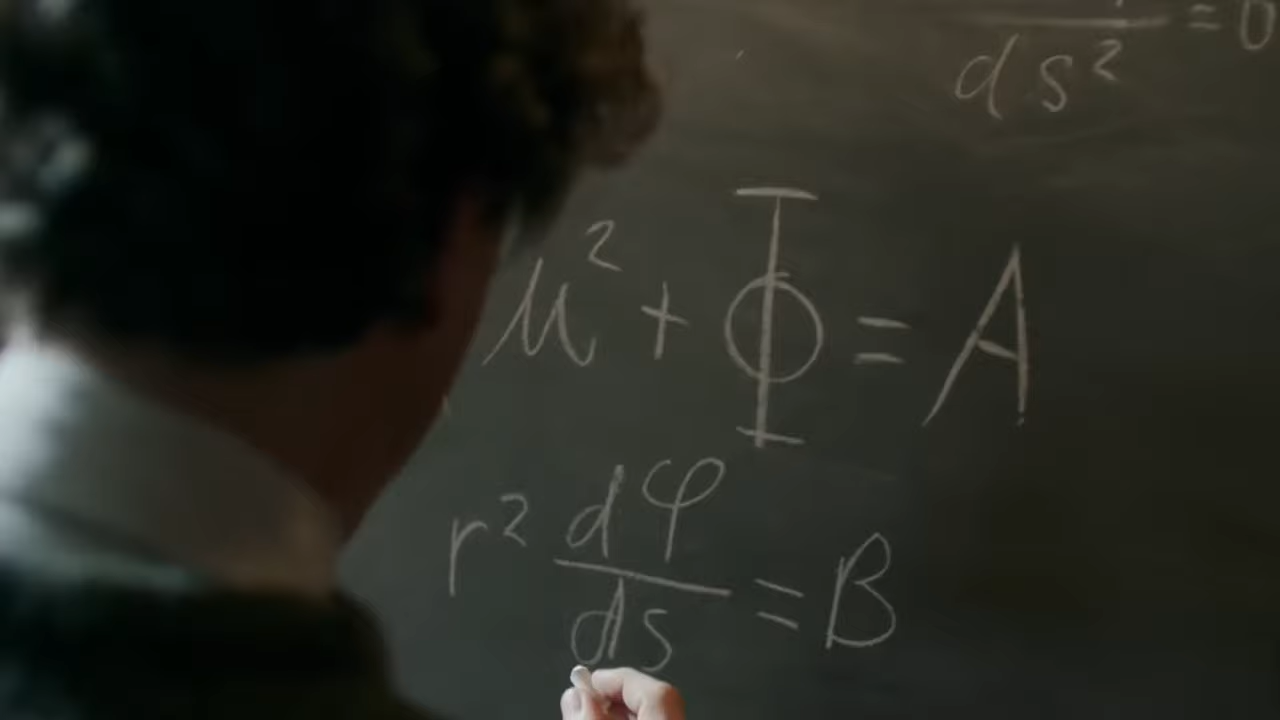 ds² = 0
u² + Φ = A
r² dφ/ds = B